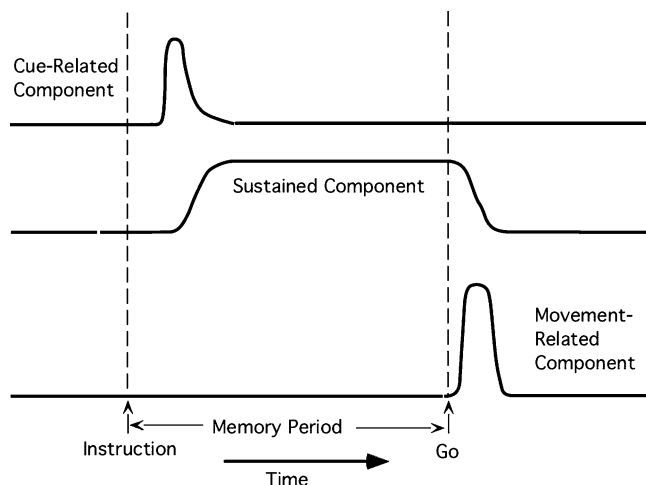 Cue-Related
Component
Sustained Component
Movement-
Related
Component
Memory Period
Instruction
Go
Time